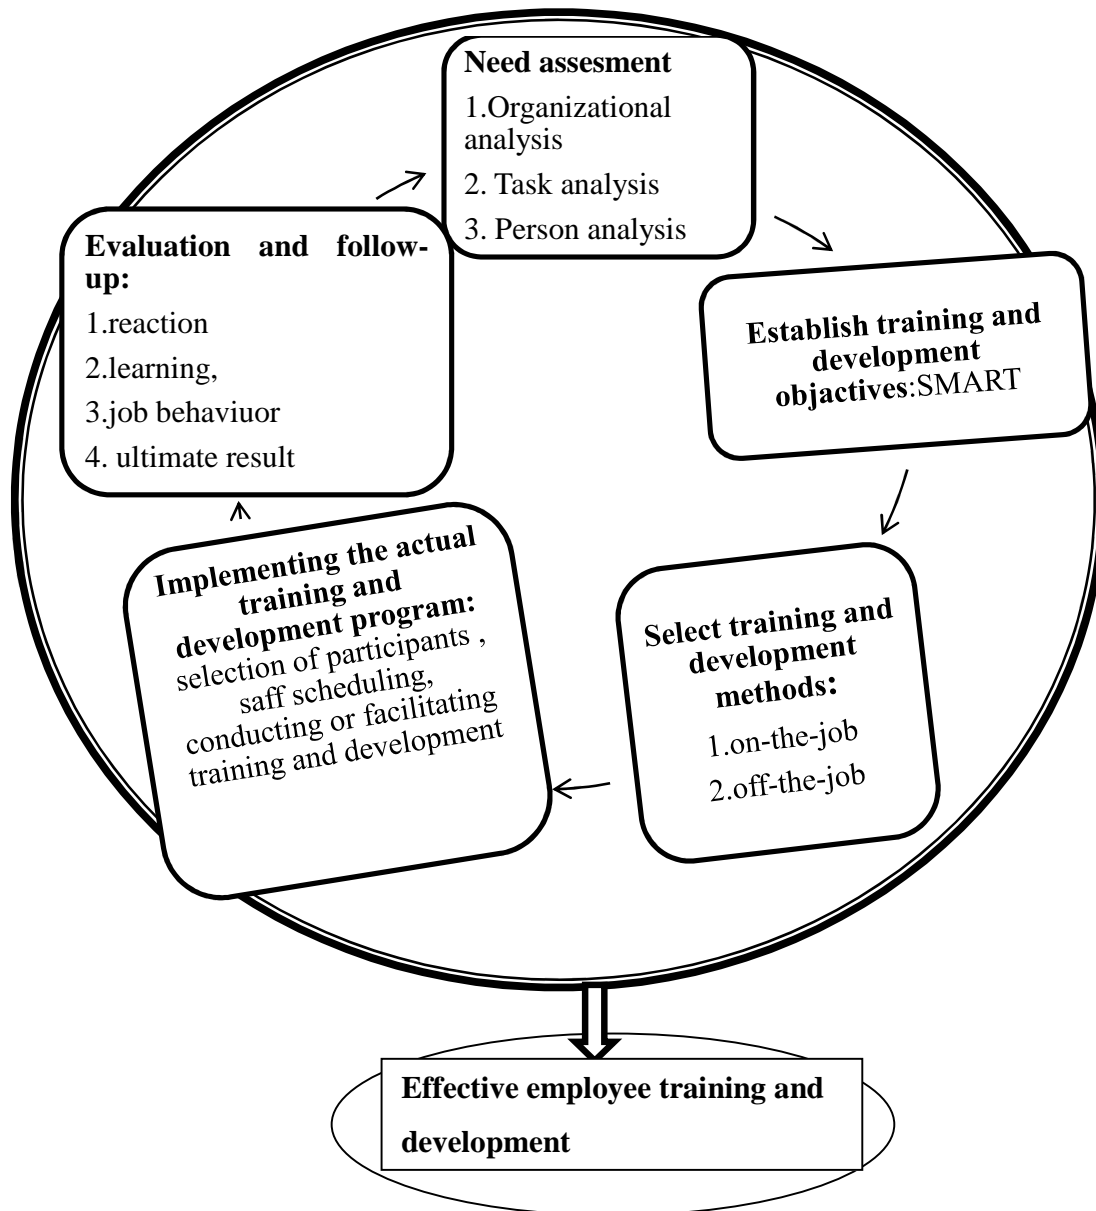 Need assesment
1.Organizational
analysis
2. Task analysis
3. Person analysis
Establish training and
development
objactives:SMART
Select training and
development
methods:
1.on-the-job
2.off-the-job
Implementing the actual
training and
development program:
selection of participants ,
saff scheduling,
conducting or facilitating
training and development
Evaluation and follow-
up:
1.reaction
2.learning,
3.job behaviuor
4. ultimate result
Effective employee training and
development